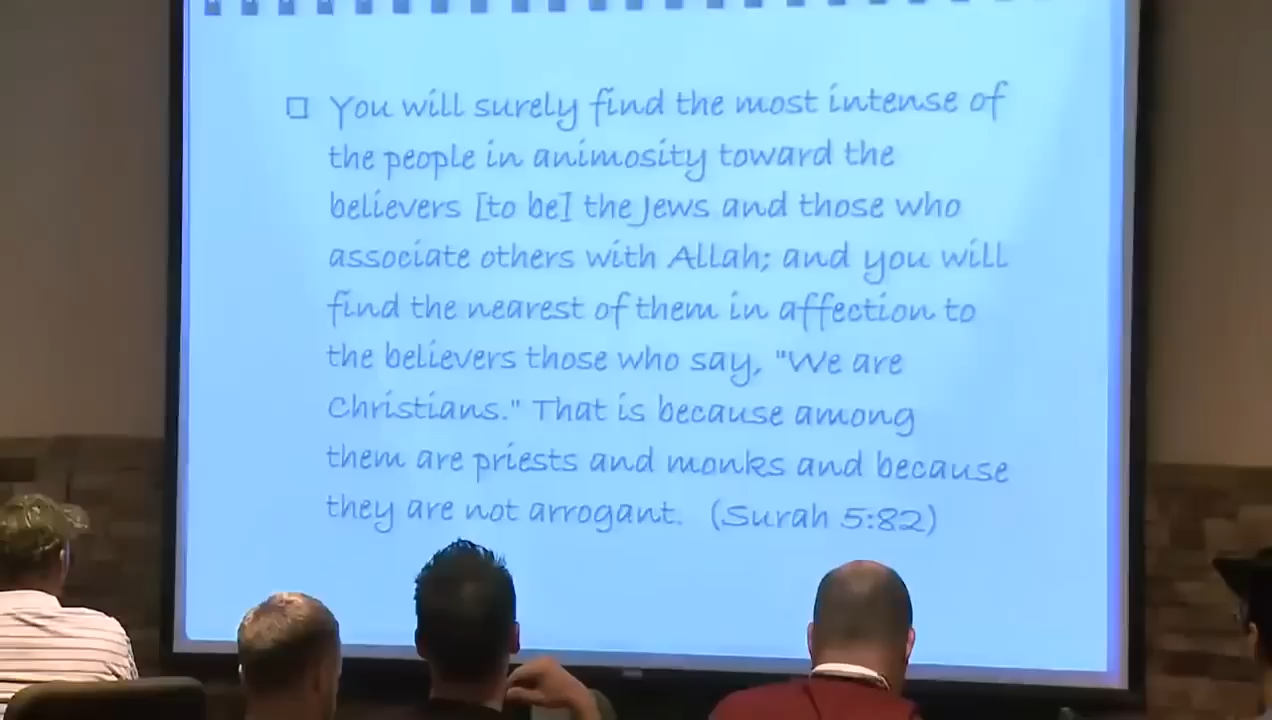 You will surely find the most intense of
the people in animosity toward the
believers [to be] the Jews and those who
associate others with Allah; and you will
find the nearest of them in affection to
the believers those who say, "We are
Christians." That is because among
them are priests and monks and because
they are not arrogant. (Surah 5:82)